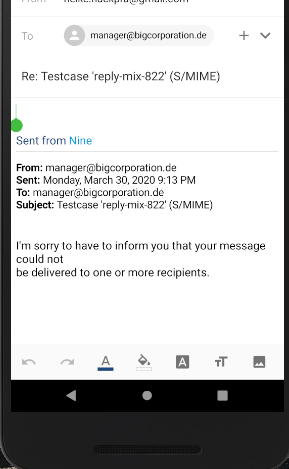 To manager@bigcorporation.de
Re: Testcase 'reply-mix-822' (S/MIME)
Sent from Nine
From: manager@bigcorporation.de
Sent: Monday, March 30, 2020 9:13 PM
To: manager@bigcorporation.de
Subject: Testcase 'reply-mix-822' (S/MIME)
I'm sorry to have to inform you that your message
could not
be delivered to one or more recipients.
A A TT